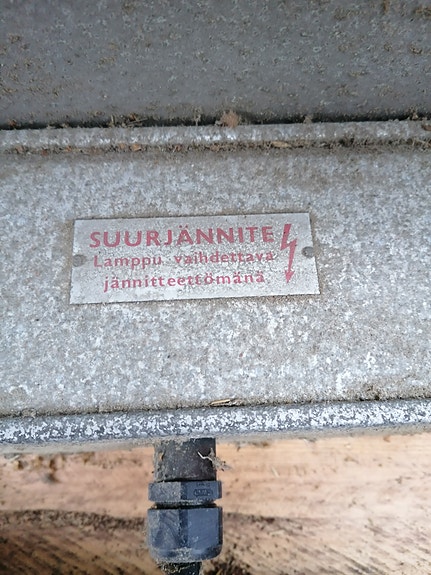 SUURJÄNNITE
Lamppu vaihdettava
jännitteettömänä